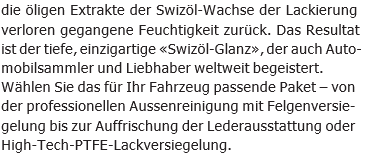 die öligen Extrakte der Swizöl-Wachse der Lackierung
verloren gegangene Feuchtigkeit zurück. Das Resultat
ist der tiefe, einzigartige «Swizöl-Glanz», der auch Auto-
mobilsammler und Liebhaber weltweit begeistert.
Wählen Sie das für Ihr Fahrzeug passende Paket – von
der professionellen Aussenreinigung mit Felgenversie-
gelung bis zur Auffrischung der Lederausstattung oder
High-Tech-PTFE-Lackversiegelung.